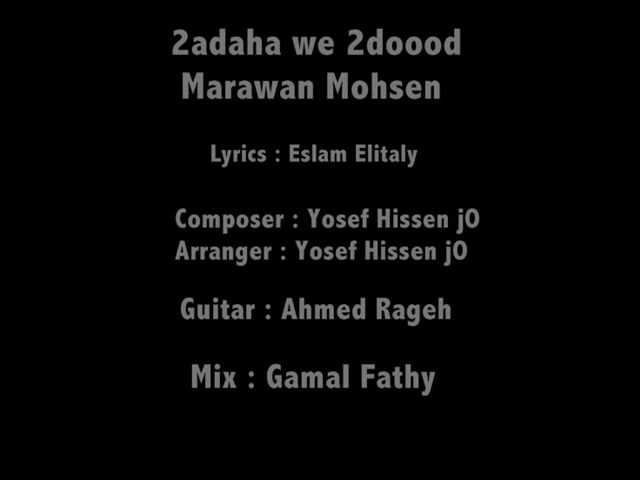 2adaha we 2doood
Marawan Mohsen
Lyrics : Eslam Elitaly
Composer : Yosef Hissen jO
Arranger : Yosef Hissen jO
Guitar : Ahmed Rageh
Mix : Gamal Fathy